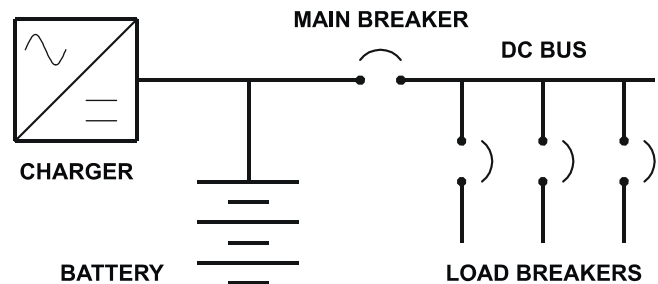 MAIN BREAKER
DC BUS
CHARGER
BATTERY
LOAD BREAKERS